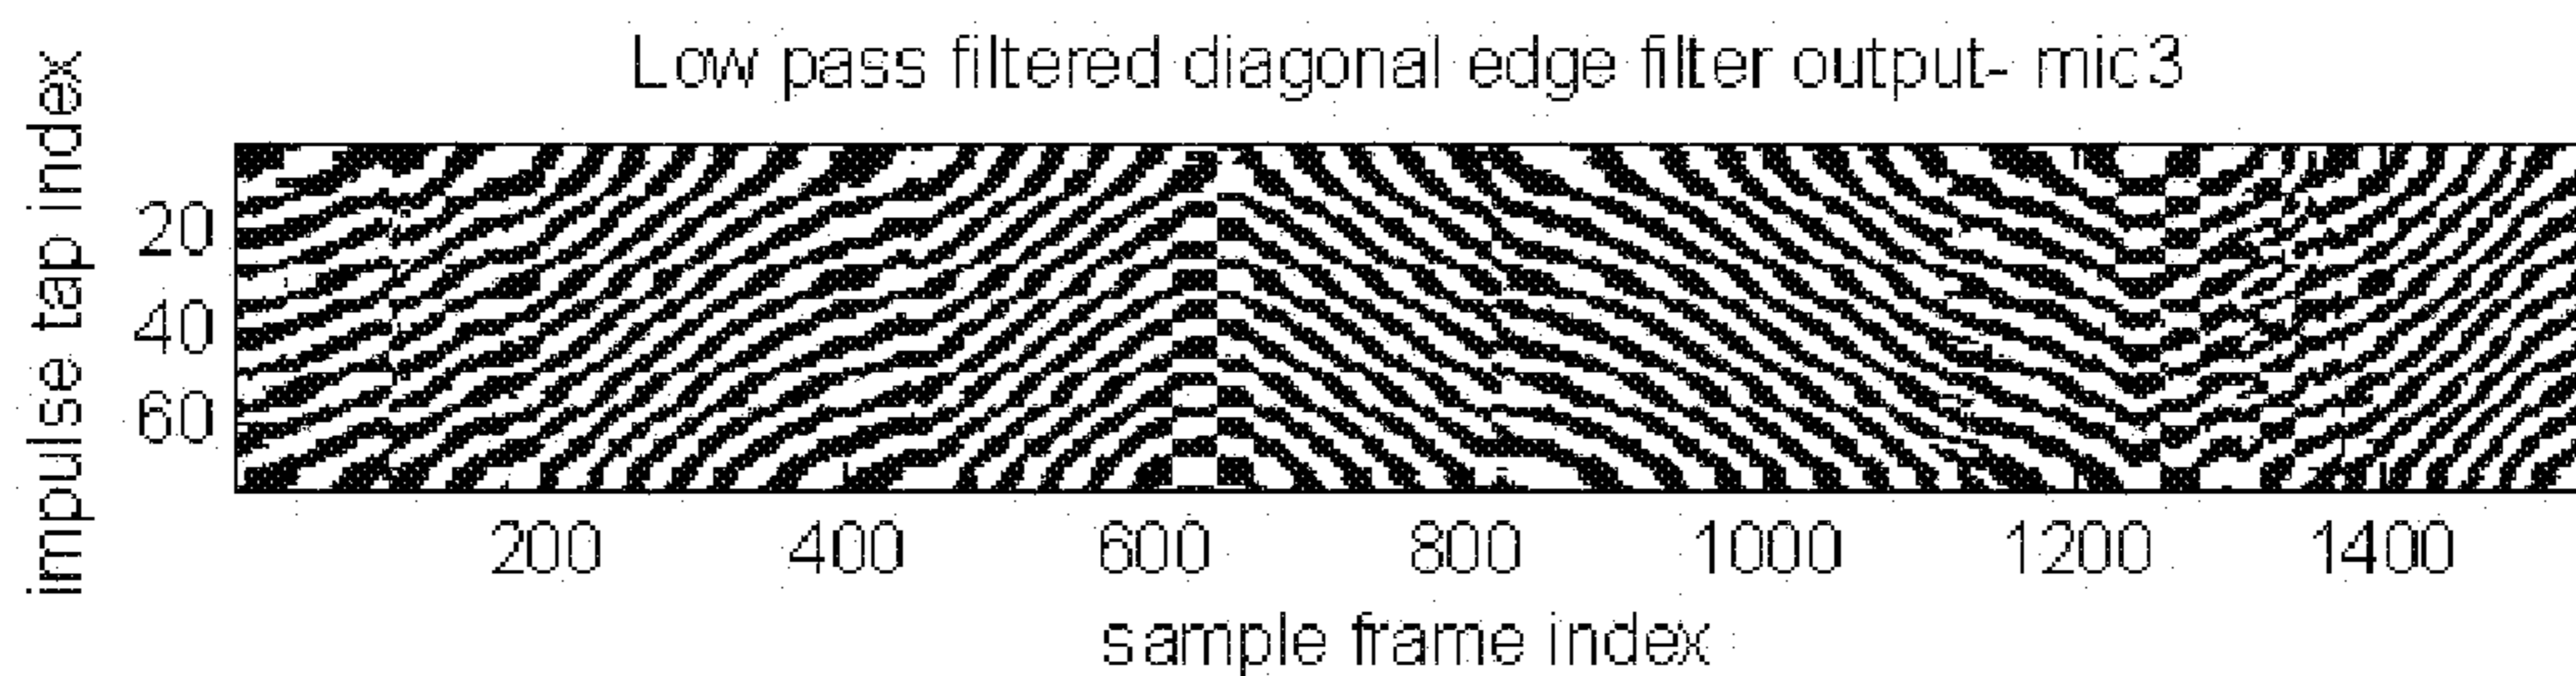 Low pass filtered diagonal edge filter output- mic3
impulse tap index
20
40
60
200 400 600 800 1000 1200 1400
sample frame index